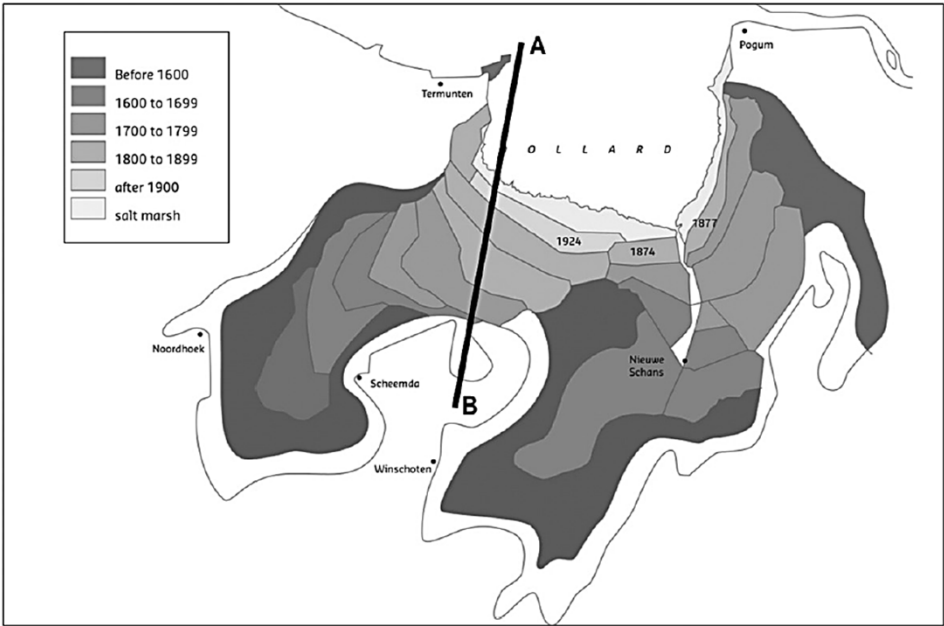 Before 1600
1600 to 1699
1700 to 1799
1800 to 1899
after 1900
salt marsh
A
Pogum
Termunten
O L L A R D
1877
1924
1874
Noordhoek
Nieuwe
Schans
Scheemda
B
Winschoten